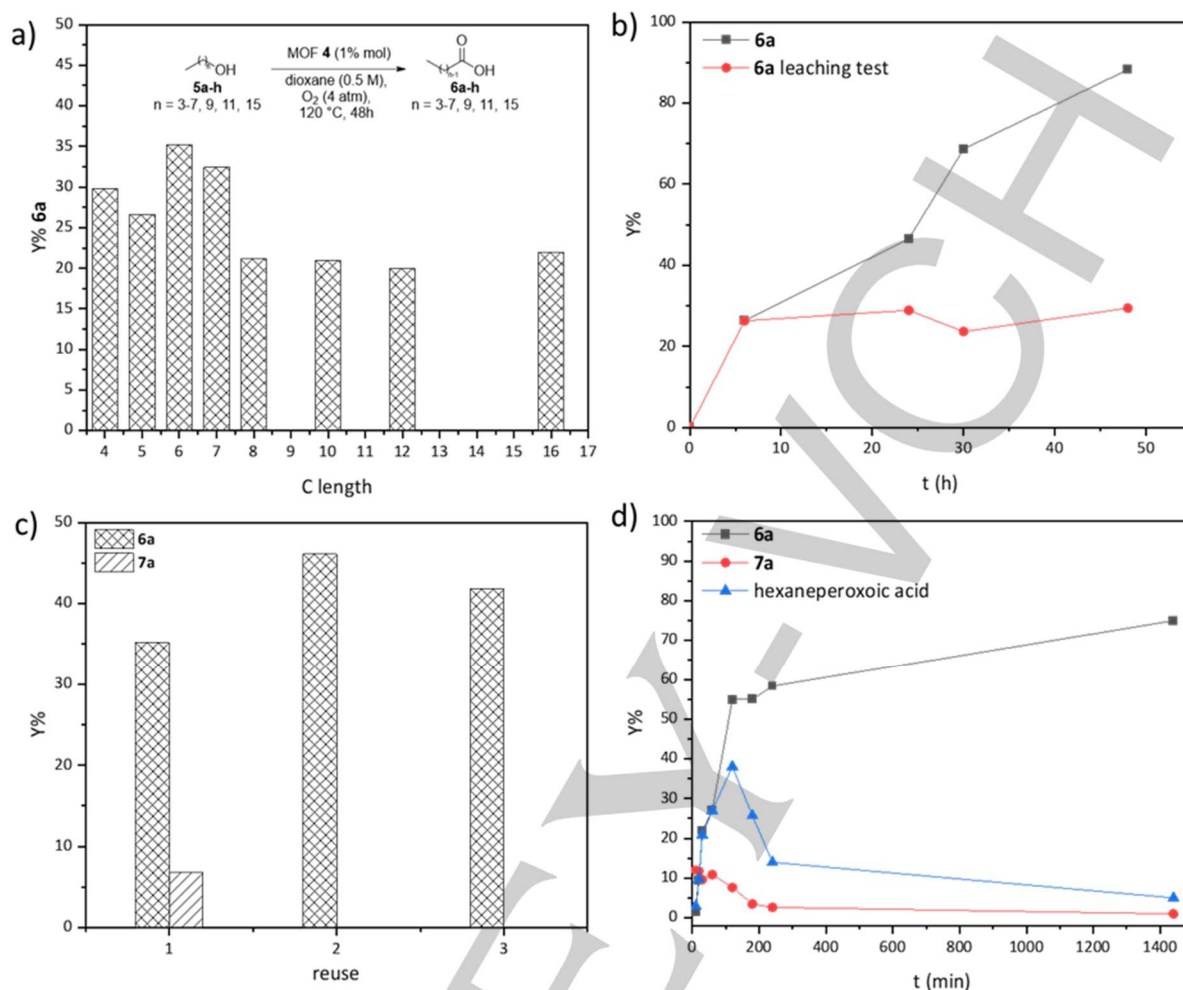 a)
50
45
40
35
30
25
20
15
10
5
0
Y% 6a
OH
5a-h
n = 3-7, 9, 11, 15
MOF 4 (1% mol)
dioxane (0.5 M),
O2 (4 atm),
120 °C, 48h
O
OH
6a-h
n = 3-7, 9, 11, 15
4 5 6 7 8 9 10 11 12 13 14 15 16 17
C length
b)
100
80
60
40
20
0
Y%
6a
6a leaching test
0 10 20 30 40 50
t (h)
c)
50
40
30
20
10
0
Y%
6a
7a
1 2 3
reuse
d)
100
90
80
70
60
50
40
30
20
10
0
Y%
6a
7a
hexaneperoxoic acid
0 200 400 600 800 1000 1200 1400
t (min)